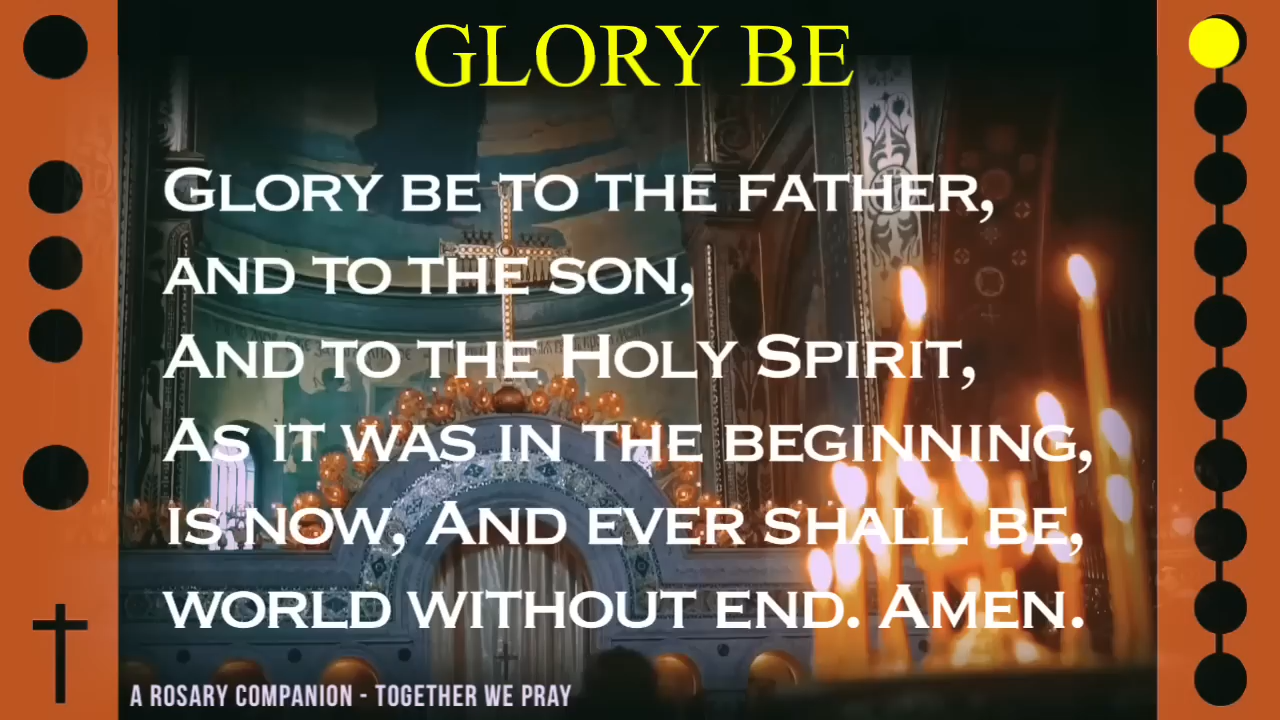 GLORY BE
GLORY BE TO THE FATHER,
AND TO THE SON,
AND TO THE HOLY SPIRIT,
AS IT WAS IN THE BEGINNING,
IS NOW, AND EVER SHALL BE,
WORLD WITHOUT END. AMEN.
A ROSARY COMPANION - TOGETHER WE PRAY